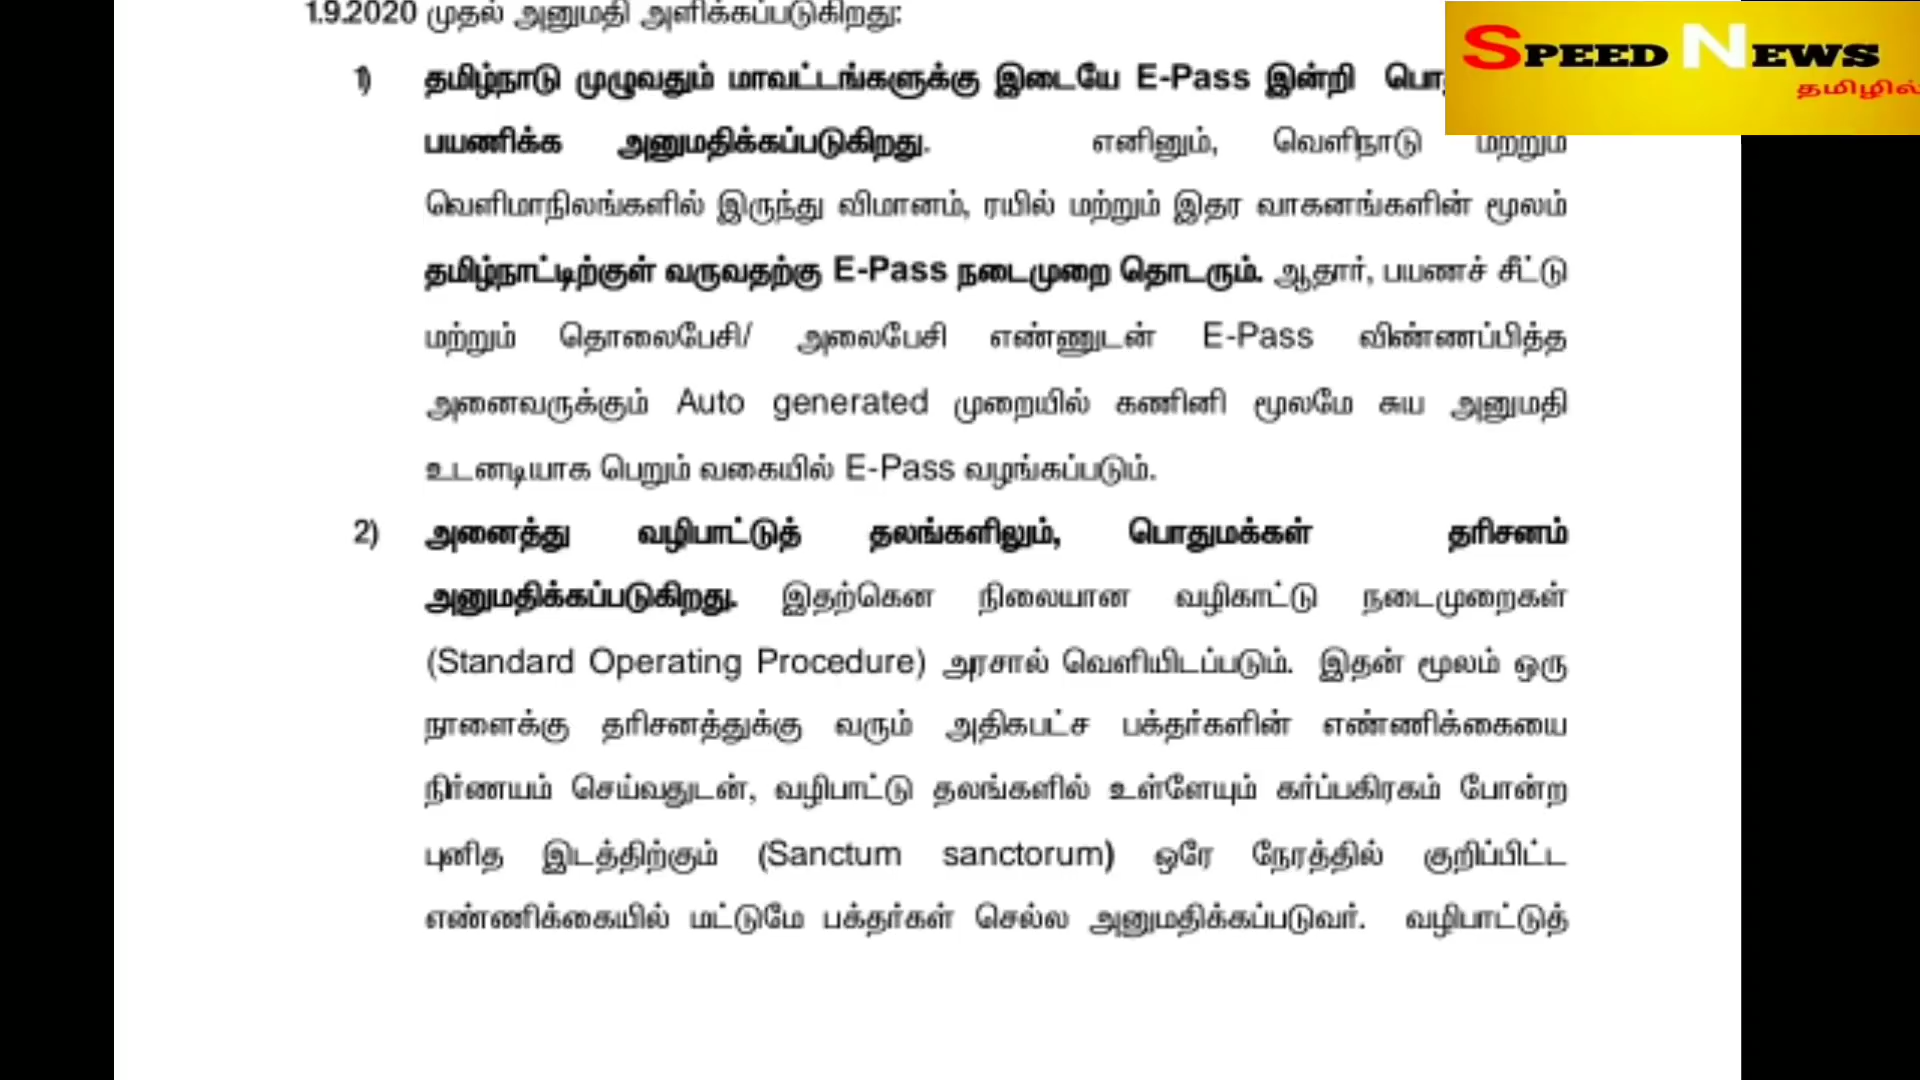 1.9.2020 முதல் அனுமதி அளிக்கப்படுகிறது:
SPEED NEWS
தமிழில்
1) தமிழ்நாடு முழுவதும் மாவட்டங்களுக்கு இடையே E-Pass இன்றி
பயணிக்க அனுமதிக்கப்படுகிறது. எனினும், வெளிநாடு மற்றும்
வெளிமாநிலங்களில் இருந்து விமானம், ரயில் மற்றும் இதர வாகனங்களின் மூலம்
தமிழ்நாட்டிற்குள் வருவதற்கு E-Pass நடைமுறை தொடரும். ஆதார், பயணச் சீட்டு
மற்றும் தொலைபேசி/ அலைபேசி எண்ணுடன் E-Pass விண்ணப்பித்த
அனைவருக்கும் Auto generated முறையில் கணினி மூலமே சுய அனுமதி
உடனடியாக பெறும் வகையில் E-Pass வழங்கப்படும்.
2) அனைத்து வழிபாட்டுத் தலங்களிலும், பொதுமக்கள் தரிசனம்
அனுமதிக்கப்படுகிறது. இதற்கென நிலையான வழிகாட்டு நடைமுறைகள்
(Standard Operating Procedure) அரசால் வெளியிடப்படும். இதன் மூலம் ஒரு
நாளைக்கு தரிசனத்துக்கு வரும் அதிகபட்ச பக்தர்களின் எண்ணிக்கையை
நிர்ணயம் செய்வதுடன், வழிபாட்டு தலங்களில் உள்ளேயும் கர்ப்பகிரகம் போன்ற
புனித இடத்திற்கும் (Sanctum sanctorum) ஒரே நேரத்தில் குறிப்பிட்ட
எண்ணிக்கையில் மட்டுமே பக்தர்கள் செல்ல அனுமதிக்கப்படுவர். வழிபாட்டுத்